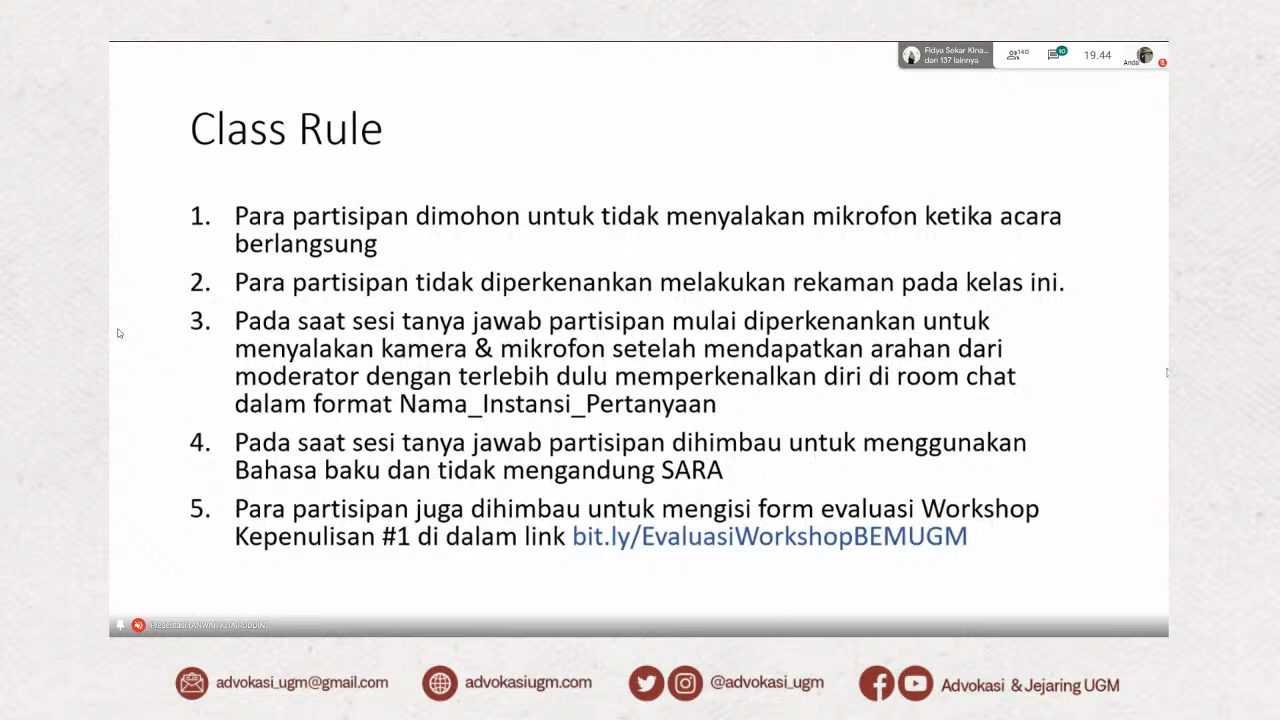 Fidya Sekar Kina...
dan 137 lainnya
140
10
19.44
Anda
Class Rule
1. Para partisipan dimohon untuk tidak menyalakan mikrofon ketika acara
berlangsung
2. Para partisipan tidak diperkenankan melakukan rekaman pada kelas ini.
3. Pada saat sesi tanya jawab partisipan mulai diperkenankan untuk
menyalakan kamera & mikrofon setelah mendapatkan arahan dari
moderator dengan terlebih dulu memperkenalkan diri di room chat
dalam format Nama_Instansi_Pertanyaan
4. Pada saat sesi tanya jawab partisipan dihimbau untuk menggunakan
Bahasa baku dan tidak mengandung SARA
5. Para partisipan juga dihimbau untuk mengisi form evaluasi Workshop
Kepenulisan #1 di dalam link bit.ly/EvaluasiWorkshopBEMUGM
Presentasi (ANWAR KHAIRUDDIN)
advokasi_ugm@gmail.com
advokasiugm.com
@advokasi_ugm
Advokasi & Jejaring UGM